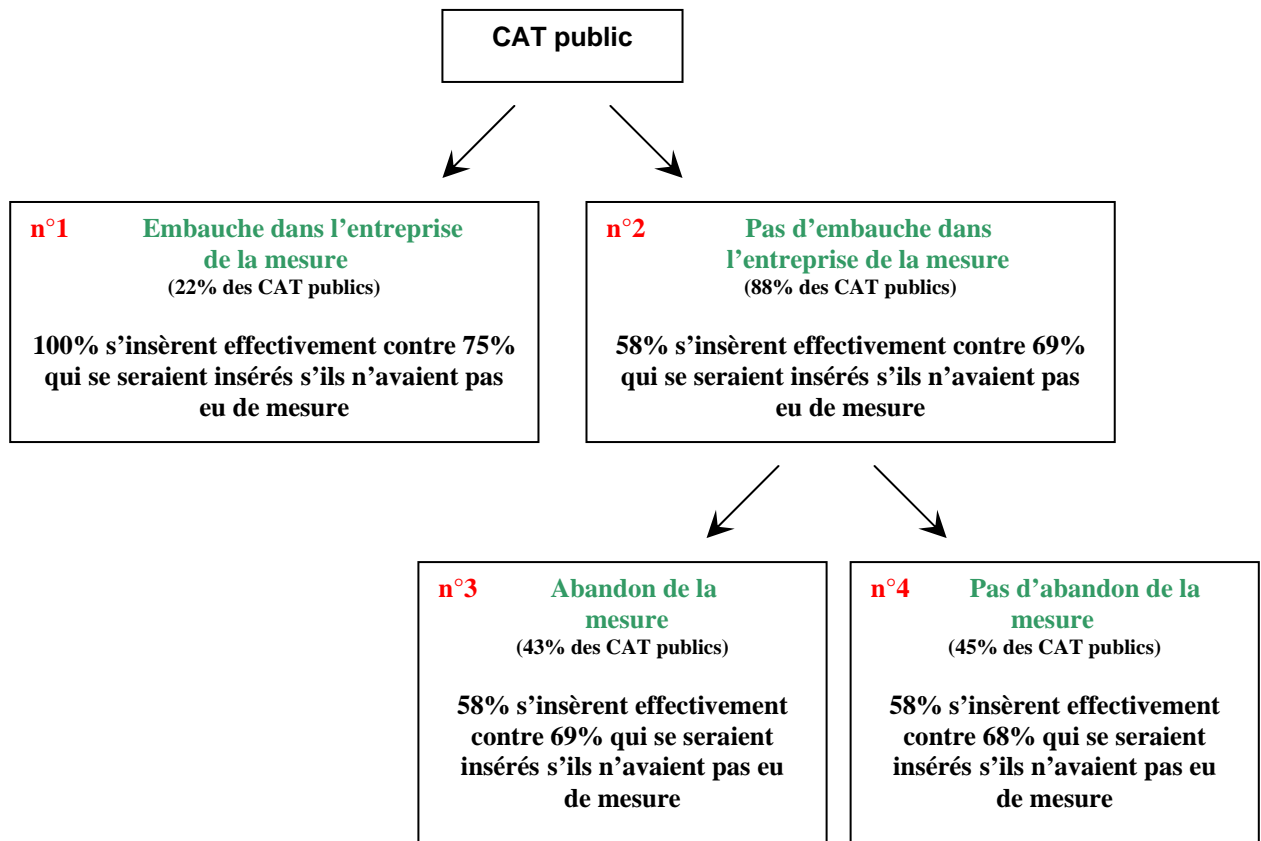 CAT public
n°1 Embauche dans l’entreprise
de la mesure
(22% des CAT publics)
100% s’insèrent effectivement contre 75%
qui se seraient insérés s’ils n’avaient pas
eu de mesure
n°2 Pas d’embauche dans
l’entreprise de la mesure
(88% des CAT publics)
58% s’insèrent effectivement contre 69%
qui se seraient insérés s’ils n’avaient pas
eu de mesure
n°3 Abandon de la
mesure
(43% des CAT publics)
58% s’insèrent effectivement
contre 69% qui se seraient
insérés s’ils n’avaient pas eu
de mesure
n°4 Pas d’abandon de la
mesure
(45% des CAT publics)
58% s’insèrent effectivement
contre 68% qui se seraient
insérés s’ils n’avaient pas eu
de mesure